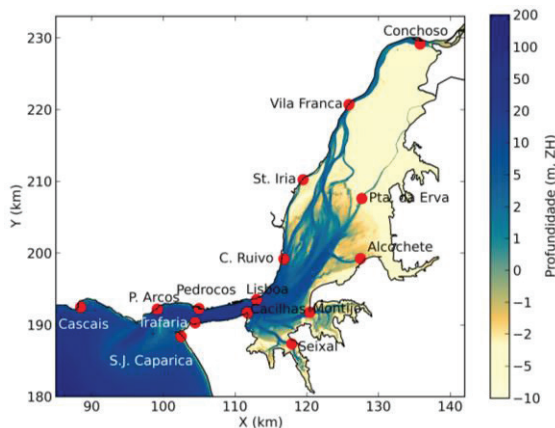 Conchoso
Vila Franca
St. Iria
Pta. da Erva
C. Ruivo
Alcochete
Pedrocos
Lisboa
P. Arcos
Cascais
Trafaria
Cacilhas
Montijo
S.J. Caparica
Seixal
230
220
210
200
190
180
Y (km)
90
100
110
120
130
140
X (km)
200
100
50
20
10
5
2
1
0
−1
−2
−5
−10
Profundidade (m, ZH)